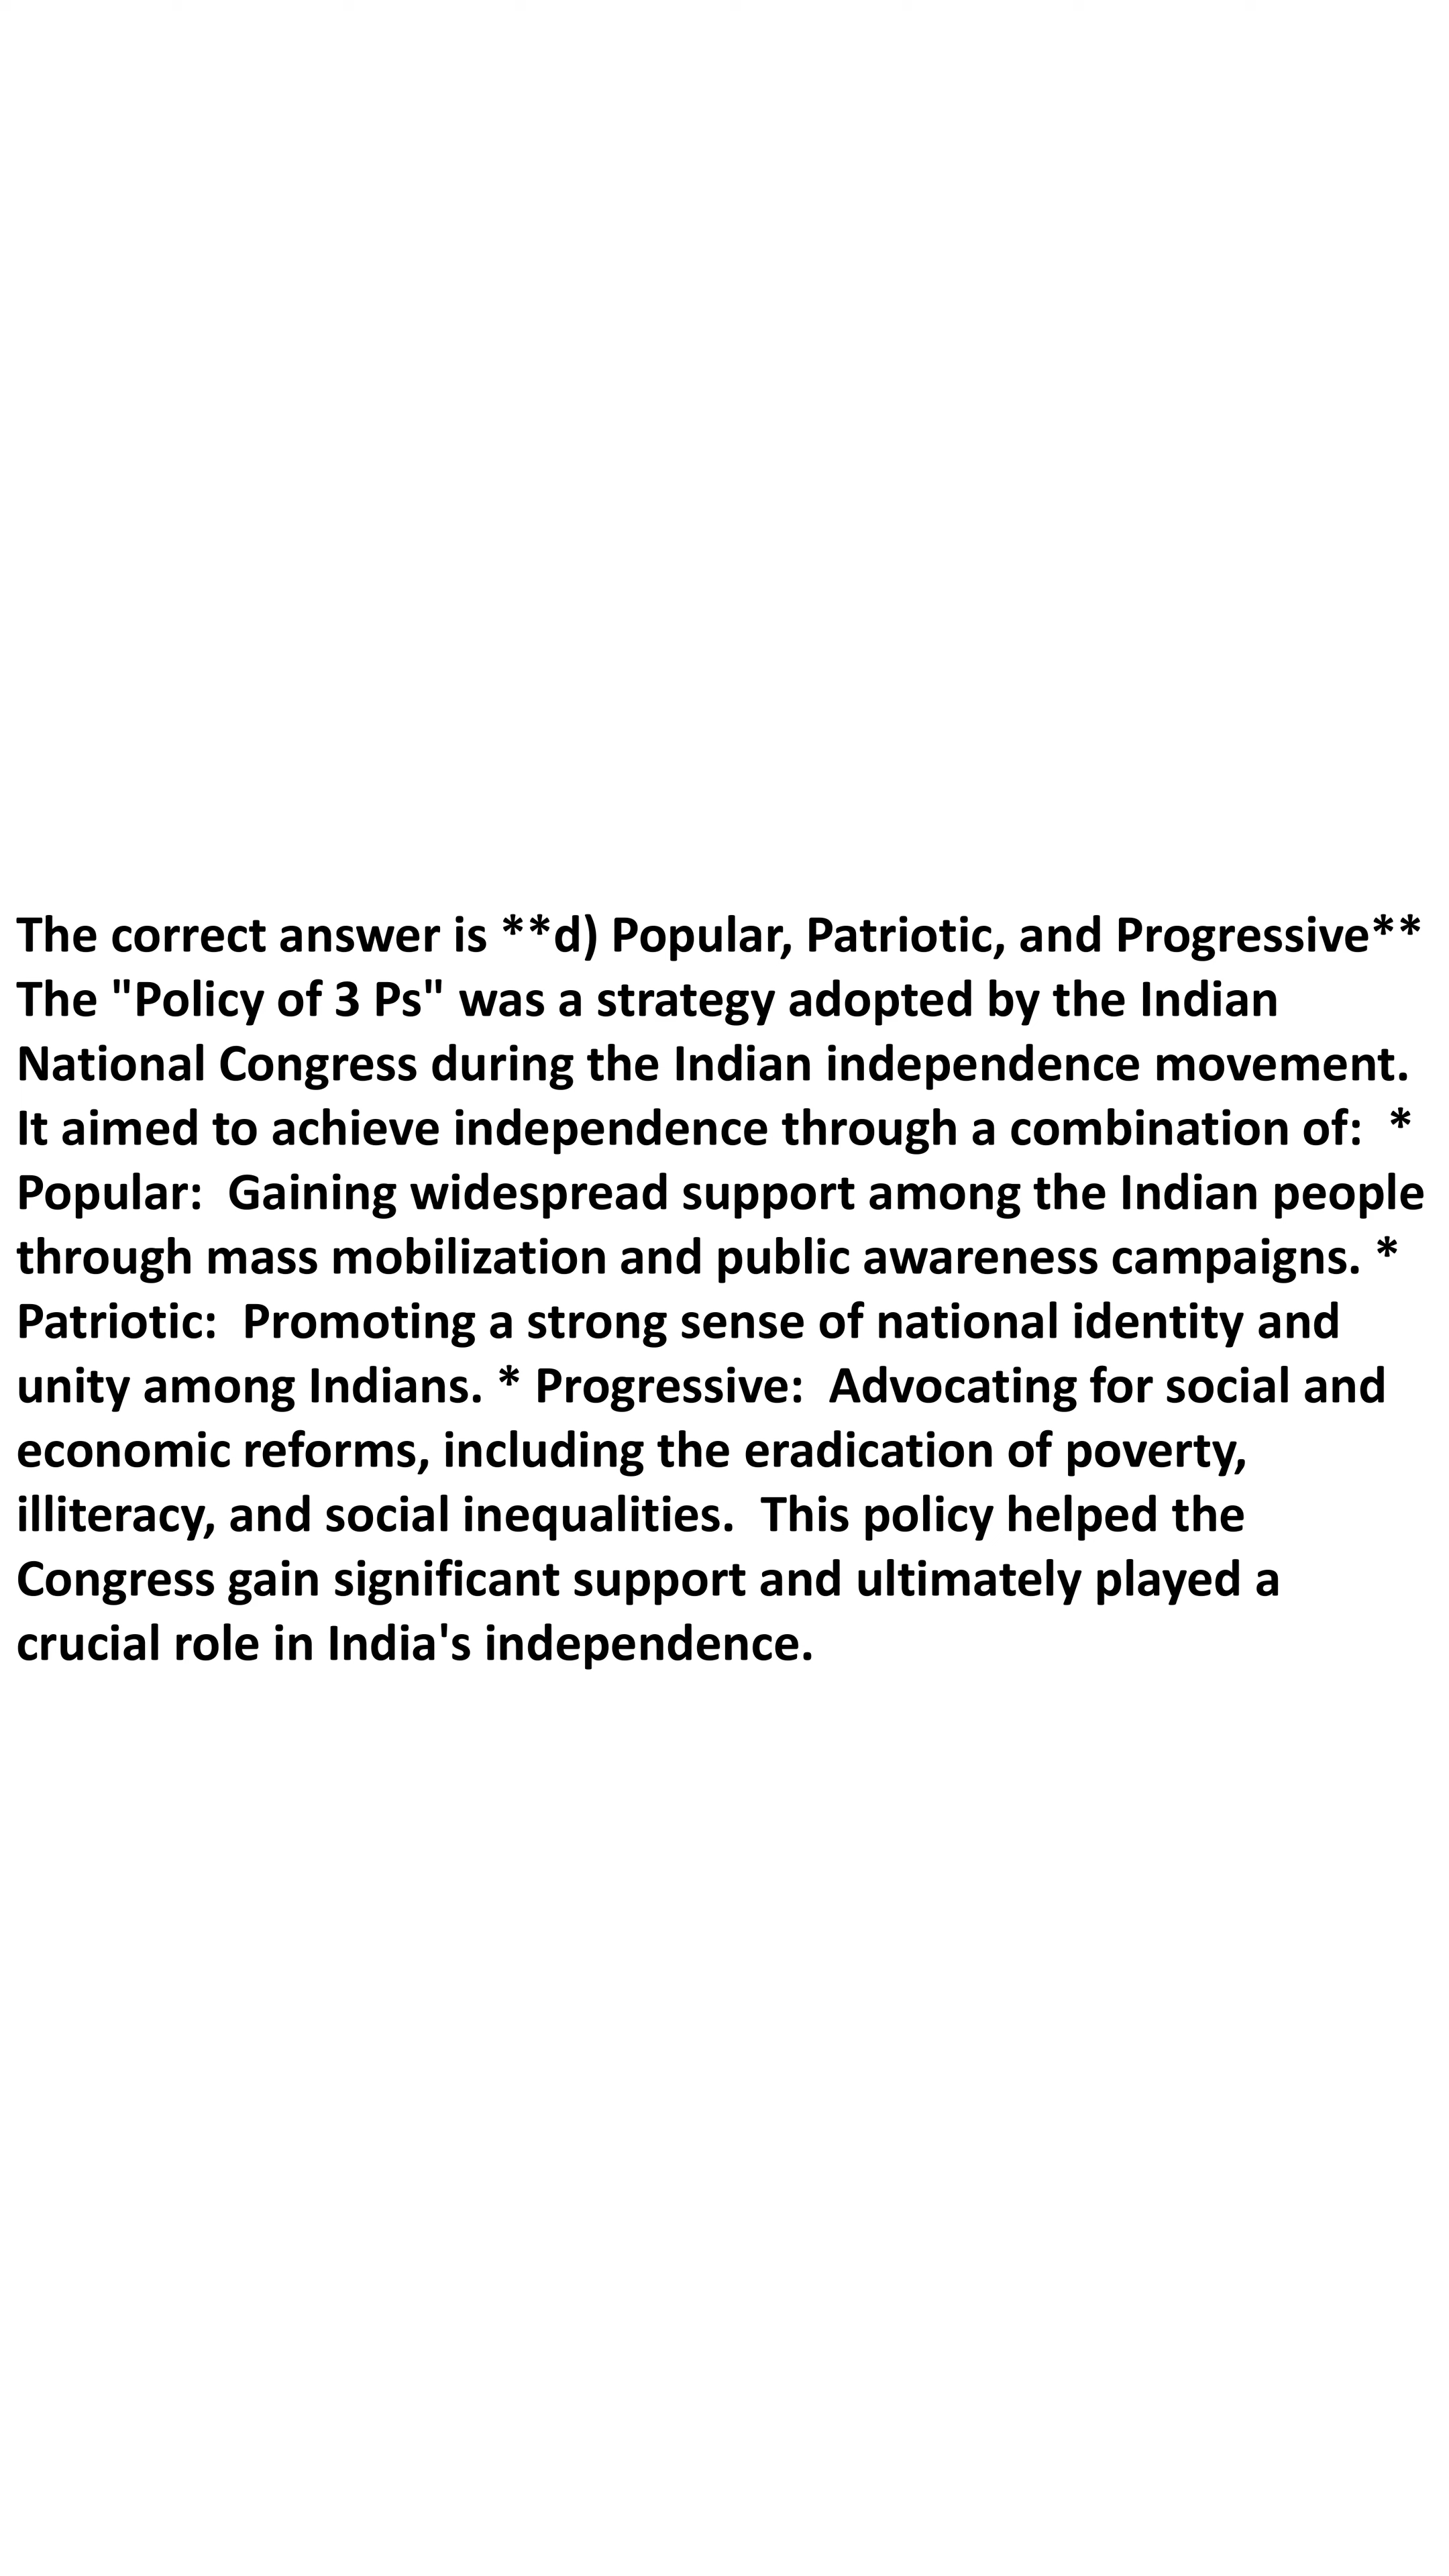 The correct answer is **d) Popular, Patriotic, and Progressive**
The "Policy of 3 Ps" was a strategy adopted by the Indian
National Congress during the Indian independence movement.
It aimed to achieve independence through a combination of:  *
Popular:  Gaining widespread support among the Indian people
through mass mobilization and public awareness campaigns. *
Patriotic:  Promoting a strong sense of national identity and
unity among Indians. * Progressive:  Advocating for social and
economic reforms, including the eradication of poverty,
illiteracy, and social inequalities.  This policy helped the
Congress gain significant support and ultimately played a
crucial role in India's independence.